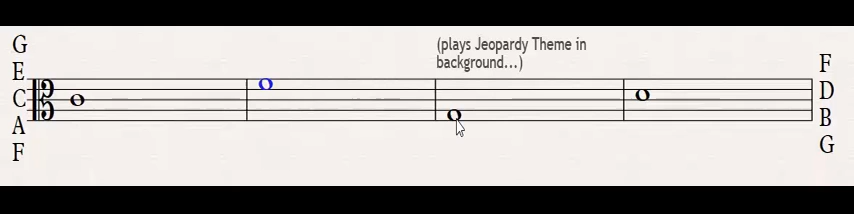 G
E
C
A
F
(plays Jeopardy Theme in
background...)
F
D
B
G